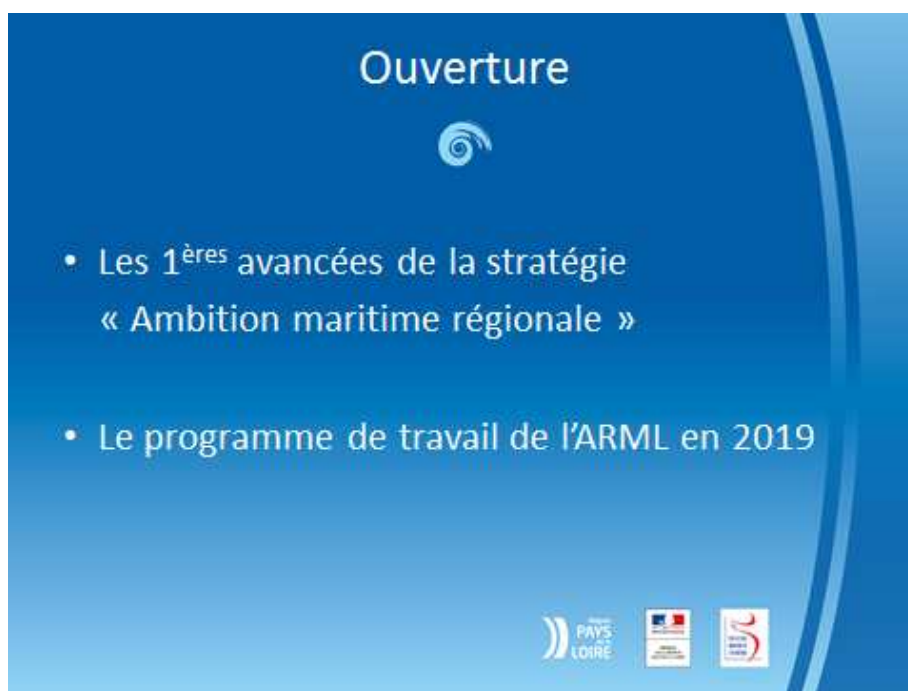 Ouverture
• Les 1ères avancées de la stratégie
« Ambition maritime régionale »
• Le programme de travail de l’ARML en 2019
PAYS
LOIRE